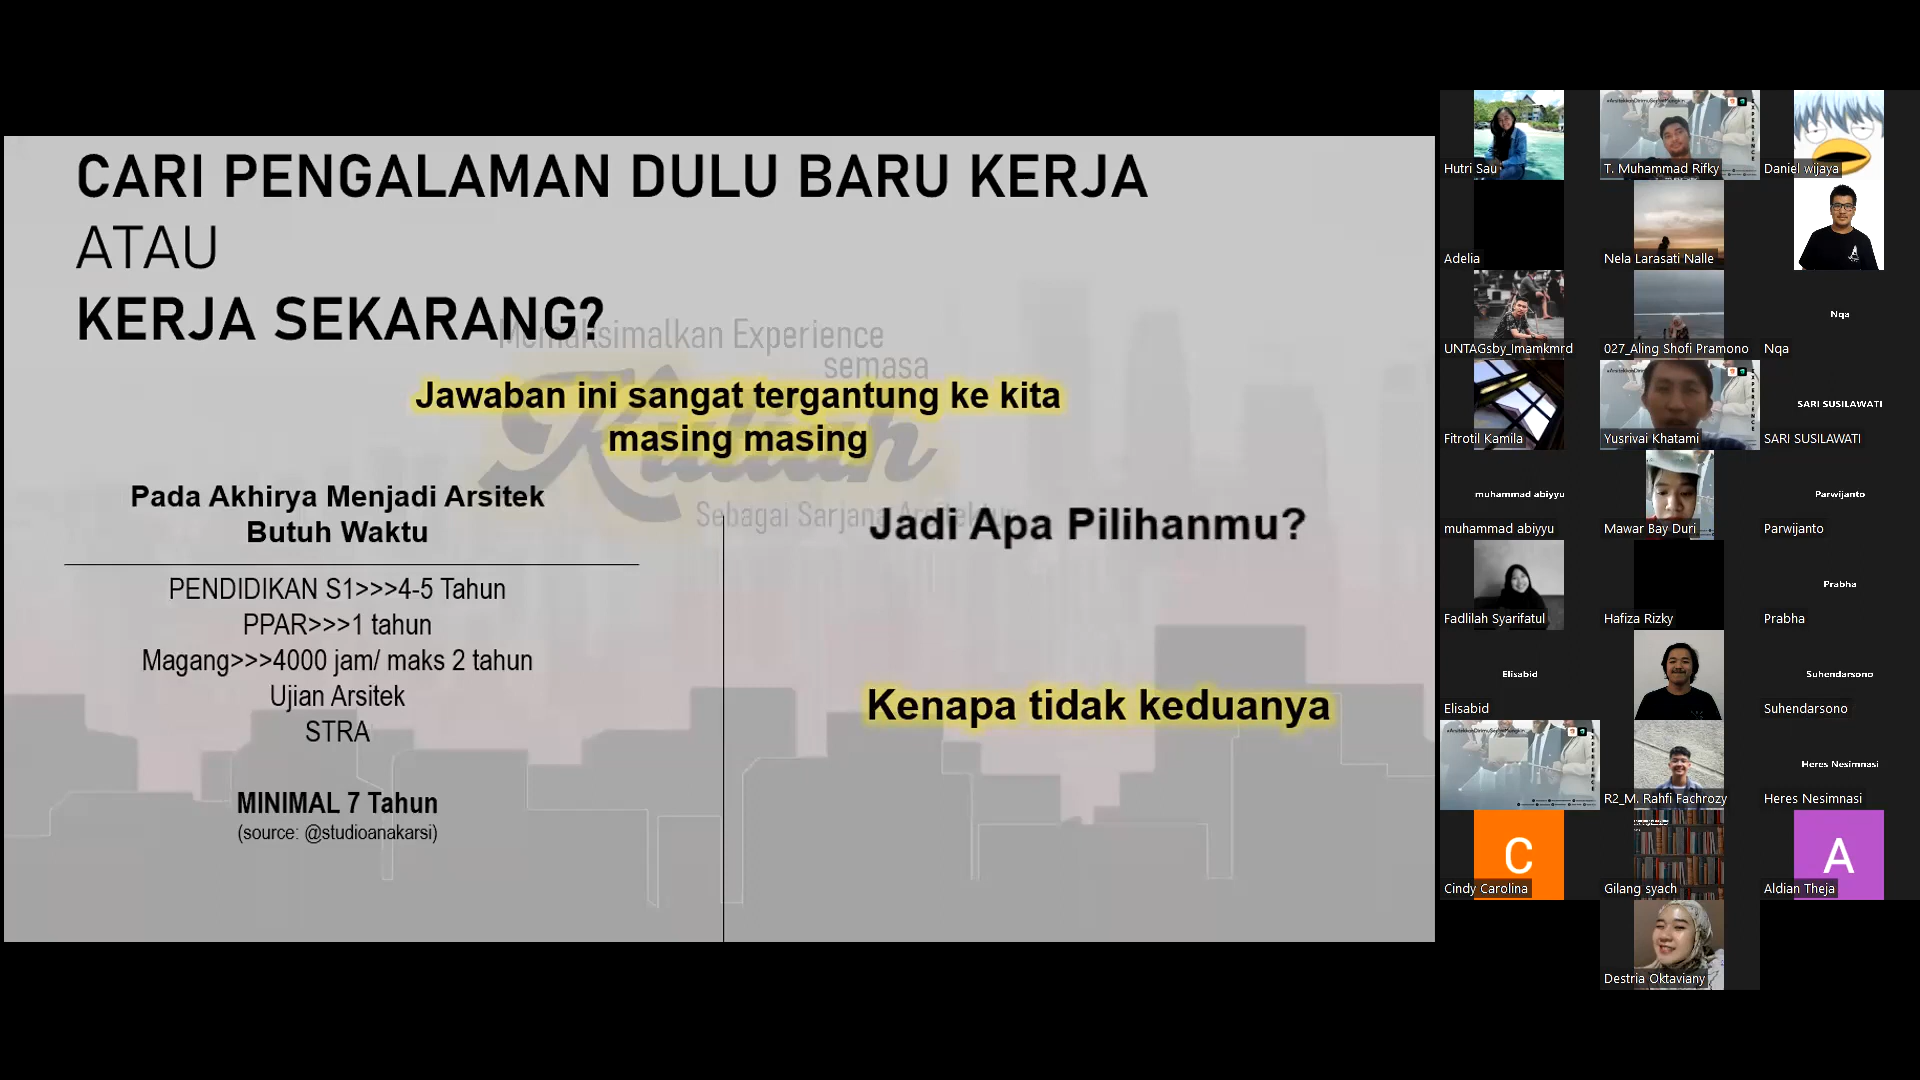 CARI PENGALAMAN DULU BARU KERJA
ATAU
KERJA SEKARANG?
Memaksimalkan Experience
semasa
Kuliah
Sebagai Sarjana Arsitektur
Jawaban ini sangat tergantung ke kita
masing masing
Pada Akhirya Menjadi Arsitek
Butuh Waktu
PENDIDIKAN S1>>>4-5 Tahun
PPAR>>>1 tahun
Magang>>>4000 jam/ maks 2 tahun
Ujian Arsitek
STRA
MINIMAL 7 Tahun
(source: @studioanakarsi)
Jadi Apa Pilihanmu?
Kenapa tidak keduanya
Hutri Sau
T. Muhammad Rifky
EXPERIENCE
Daniel wijaya
Adelia
Nela Larasati Nalle
UNTAGsby_Imamkmrd
027_Aling Shofi Pramono
Nqa
Nqa
Fitrotil Kamila
Yusrivai Khatami
EXPERIENCE
SARI SUSILAWATI
SARI SUSILAWATI
muhammad abiyyu
muhammad abiyyu
Mawar Bay Duri
Parwijanto
Parwijanto
Fadlilah Syarifatul
Hafiza Rizky
Prabha
Prabha
Elisabid
Elisabid
Suhendarsono
Suhendarsono
EXPERIENCE
R2_M. Rahfi Fachrozy
Heres Nesimnasi
Heres Nesimnasi
C
Cindy Carolina
Gilang syach
A
Aldian Theja
Destria Oktaviany